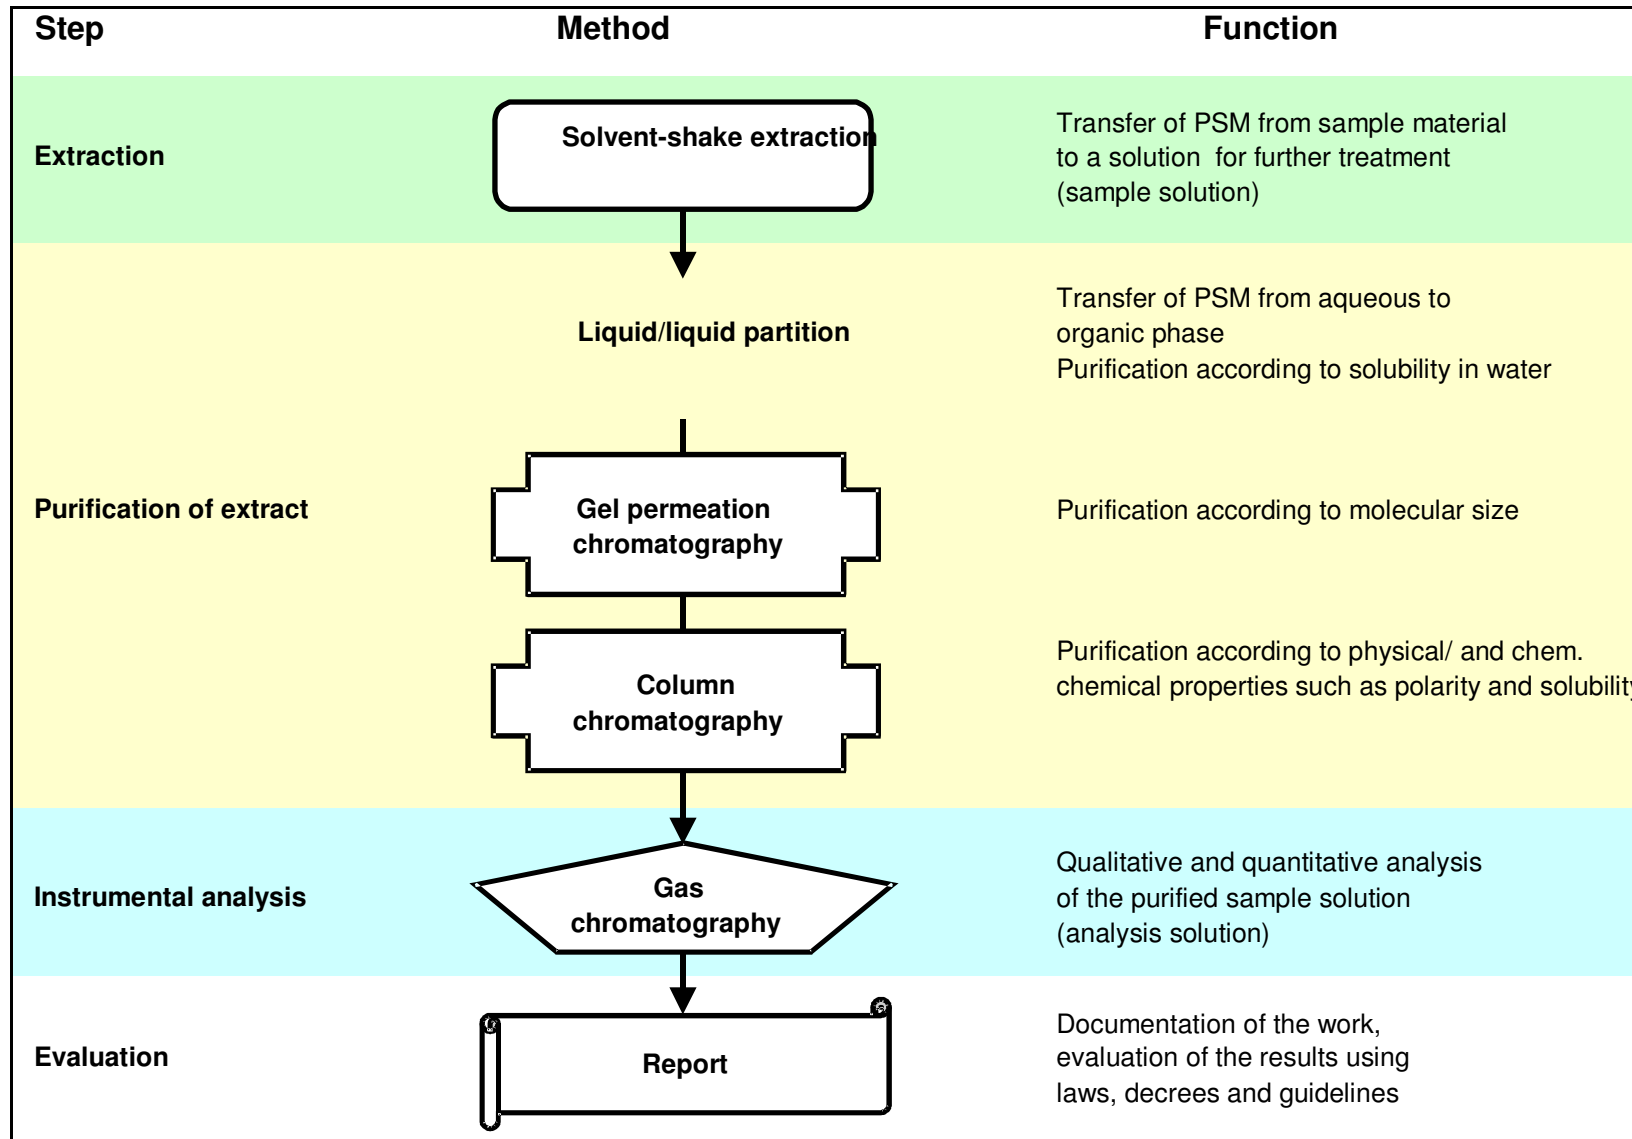 Step Method Function
Extraction
Solvent-shake extraction
Transfer of PSM from sample material
to a solution for further treatment
(sample solution)
Liquid/liquid partition
Transfer of PSM from aqueous to
organic phase
Purification according to solubility in water
Purification of extract
Gel permeation
chromatography
Purification according to molecular size
Column
chromatography
Purification according to physical/ and chem.
chemical properties such as polarity and solubility
Instrumental analysis
Gas
chromatography
Qualitative and quantitative analysis
of the purified sample solution
(analysis solution)
Evaluation
Report
Documentation of the work,
evaluation of the results using
laws, decrees and guidelines